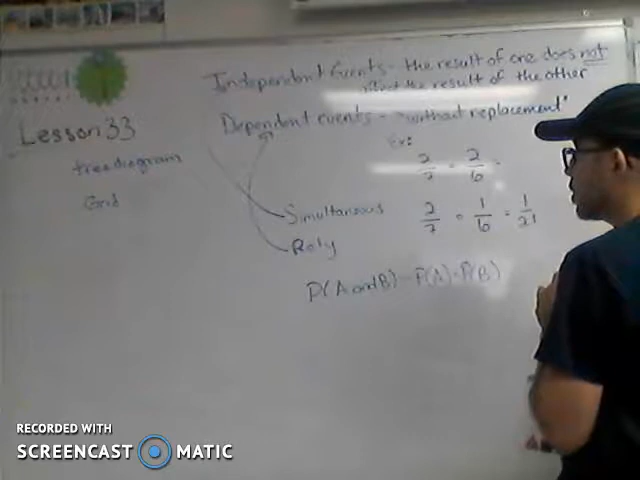 Independent Events - the result of one does not
affect the result of the other
Lesson 33
Dependent events - "without replacement"
Ex:
tree diagram
2/7 · 2/6 =
Grid
Simultaneous
2/7 · 1/6 = 1/21
Rely
P(A and B) = P(A) · P(B)
RECORDED WITH
SCREENCAST MATIC